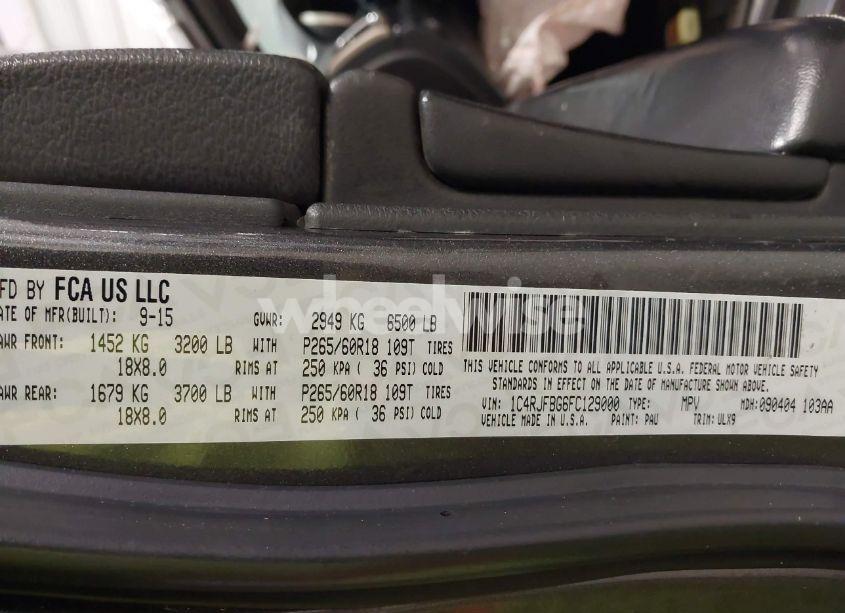 FD BY FCA US LLC
ATE OF MFR(BUILT): 9-15 GVWR: 2949 KG 6500 LB
AWR FRONT: 1452 KG 3200 LB WITH P265/60R18 109T TIRES
18X8.0 RIMS AT 250 KPA ( 36 PSI) COLD
AWR REAR: 1679 KG 3700 LB WITH P265/60R18 109T TIRES
18X8.0 RIMS AT 250 KPA ( 36 PSI) COLD
THIS VEHICLE CONFORMS TO ALL APPLICABLE U.S.A. FEDERAL MOTOR VEHICLE SAFETY
STANDARDS IN EFFECT ON THE DATE OF MANUFACTURE SHOWN ABOVE.
VIN: 1C4RJFBG6FC129000 TYPE: MPV MDH: 090404 103AA
VEHICLE MADE IN U.S.A. PAINT: PAU TRIM: ULX9
wheelwise